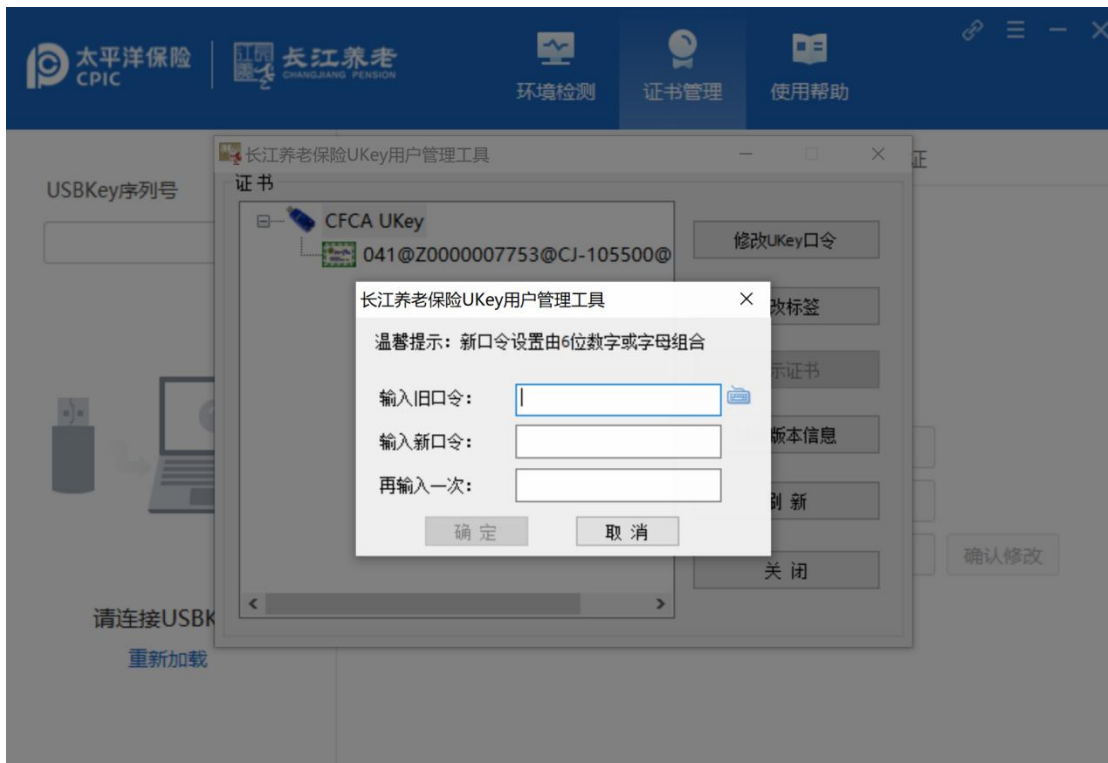 太平洋保险
CPIC
长江养老
CHANGJIANG PENSION
环境检测
证书管理
使用帮助
USBKey序列号
证
长江养老保险UKey用户管理工具
证书
CFCA UKey
041@Z0000007753@CJ-105500@
修改UKey口令
改标签
示证书
版本信息
刷 新
关 闭
长江养老保险UKey用户管理工具
温馨提示：新口令设置由6位数字或字母组合
输入旧口令：
输入新口令：
再输入一次：
确 定
取 消
确认修改
请连接USBK
重新加载